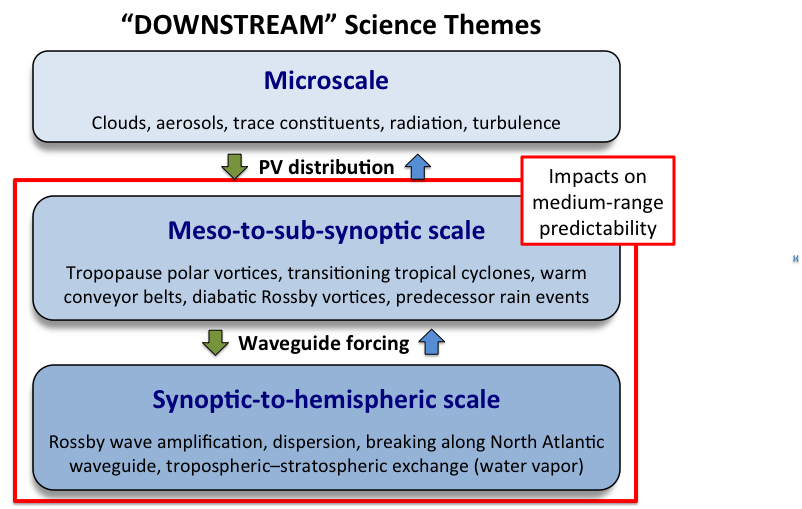 “DOWNSTREAM” Science Themes
Microscale
Clouds, aerosols, trace constituents, radiation, turbulence
PV distribution
Impacts on
medium-range
predictability
Meso-to-sub-synoptic scale
Tropopause polar vortices, transitioning tropical cyclones, warm
conveyor belts, diabatic Rossby vortices, predecessor rain events
Waveguide forcing
Synoptic-to-hemispheric scale
Rossby wave amplification, dispersion, breaking along North Atlantic
waveguide, tropospheric–stratospheric exchange (water vapor)